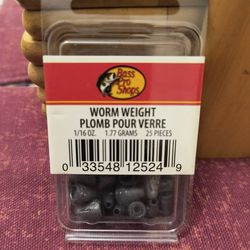 Bass
Pro
Shops
WORM WEIGHT
PLOMB POUR VERRE
1/16 OZ. 1.77 GRAMS 25 PIECES
0 33548 12524 9